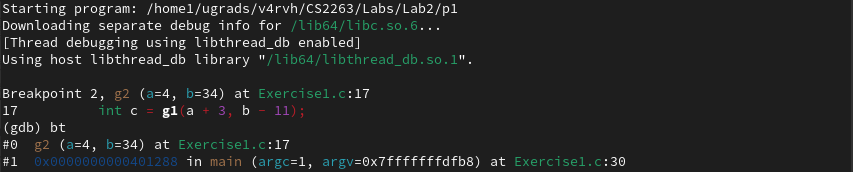 Starting program: /home1/ugrads/v4rvh/CS2263/Labs/Lab2/p1
Downloading separate debug info for /lib64/libc.so.6...
[Thread debugging using libthread_db enabled]
Using host libthread_db library "/lib64/libthread_db.so.1".

Breakpoint 2, g2 (a=4, b=34) at Exercise1.c:17
17          int c = g1(a + 3, b - 11);
(gdb) bt
#0  g2 (a=4, b=34) at Exercise1.c:17
#1  0x0000000000401288 in main (argc=1, argv=0x7fffffffdfb8) at Exercise1.c:30